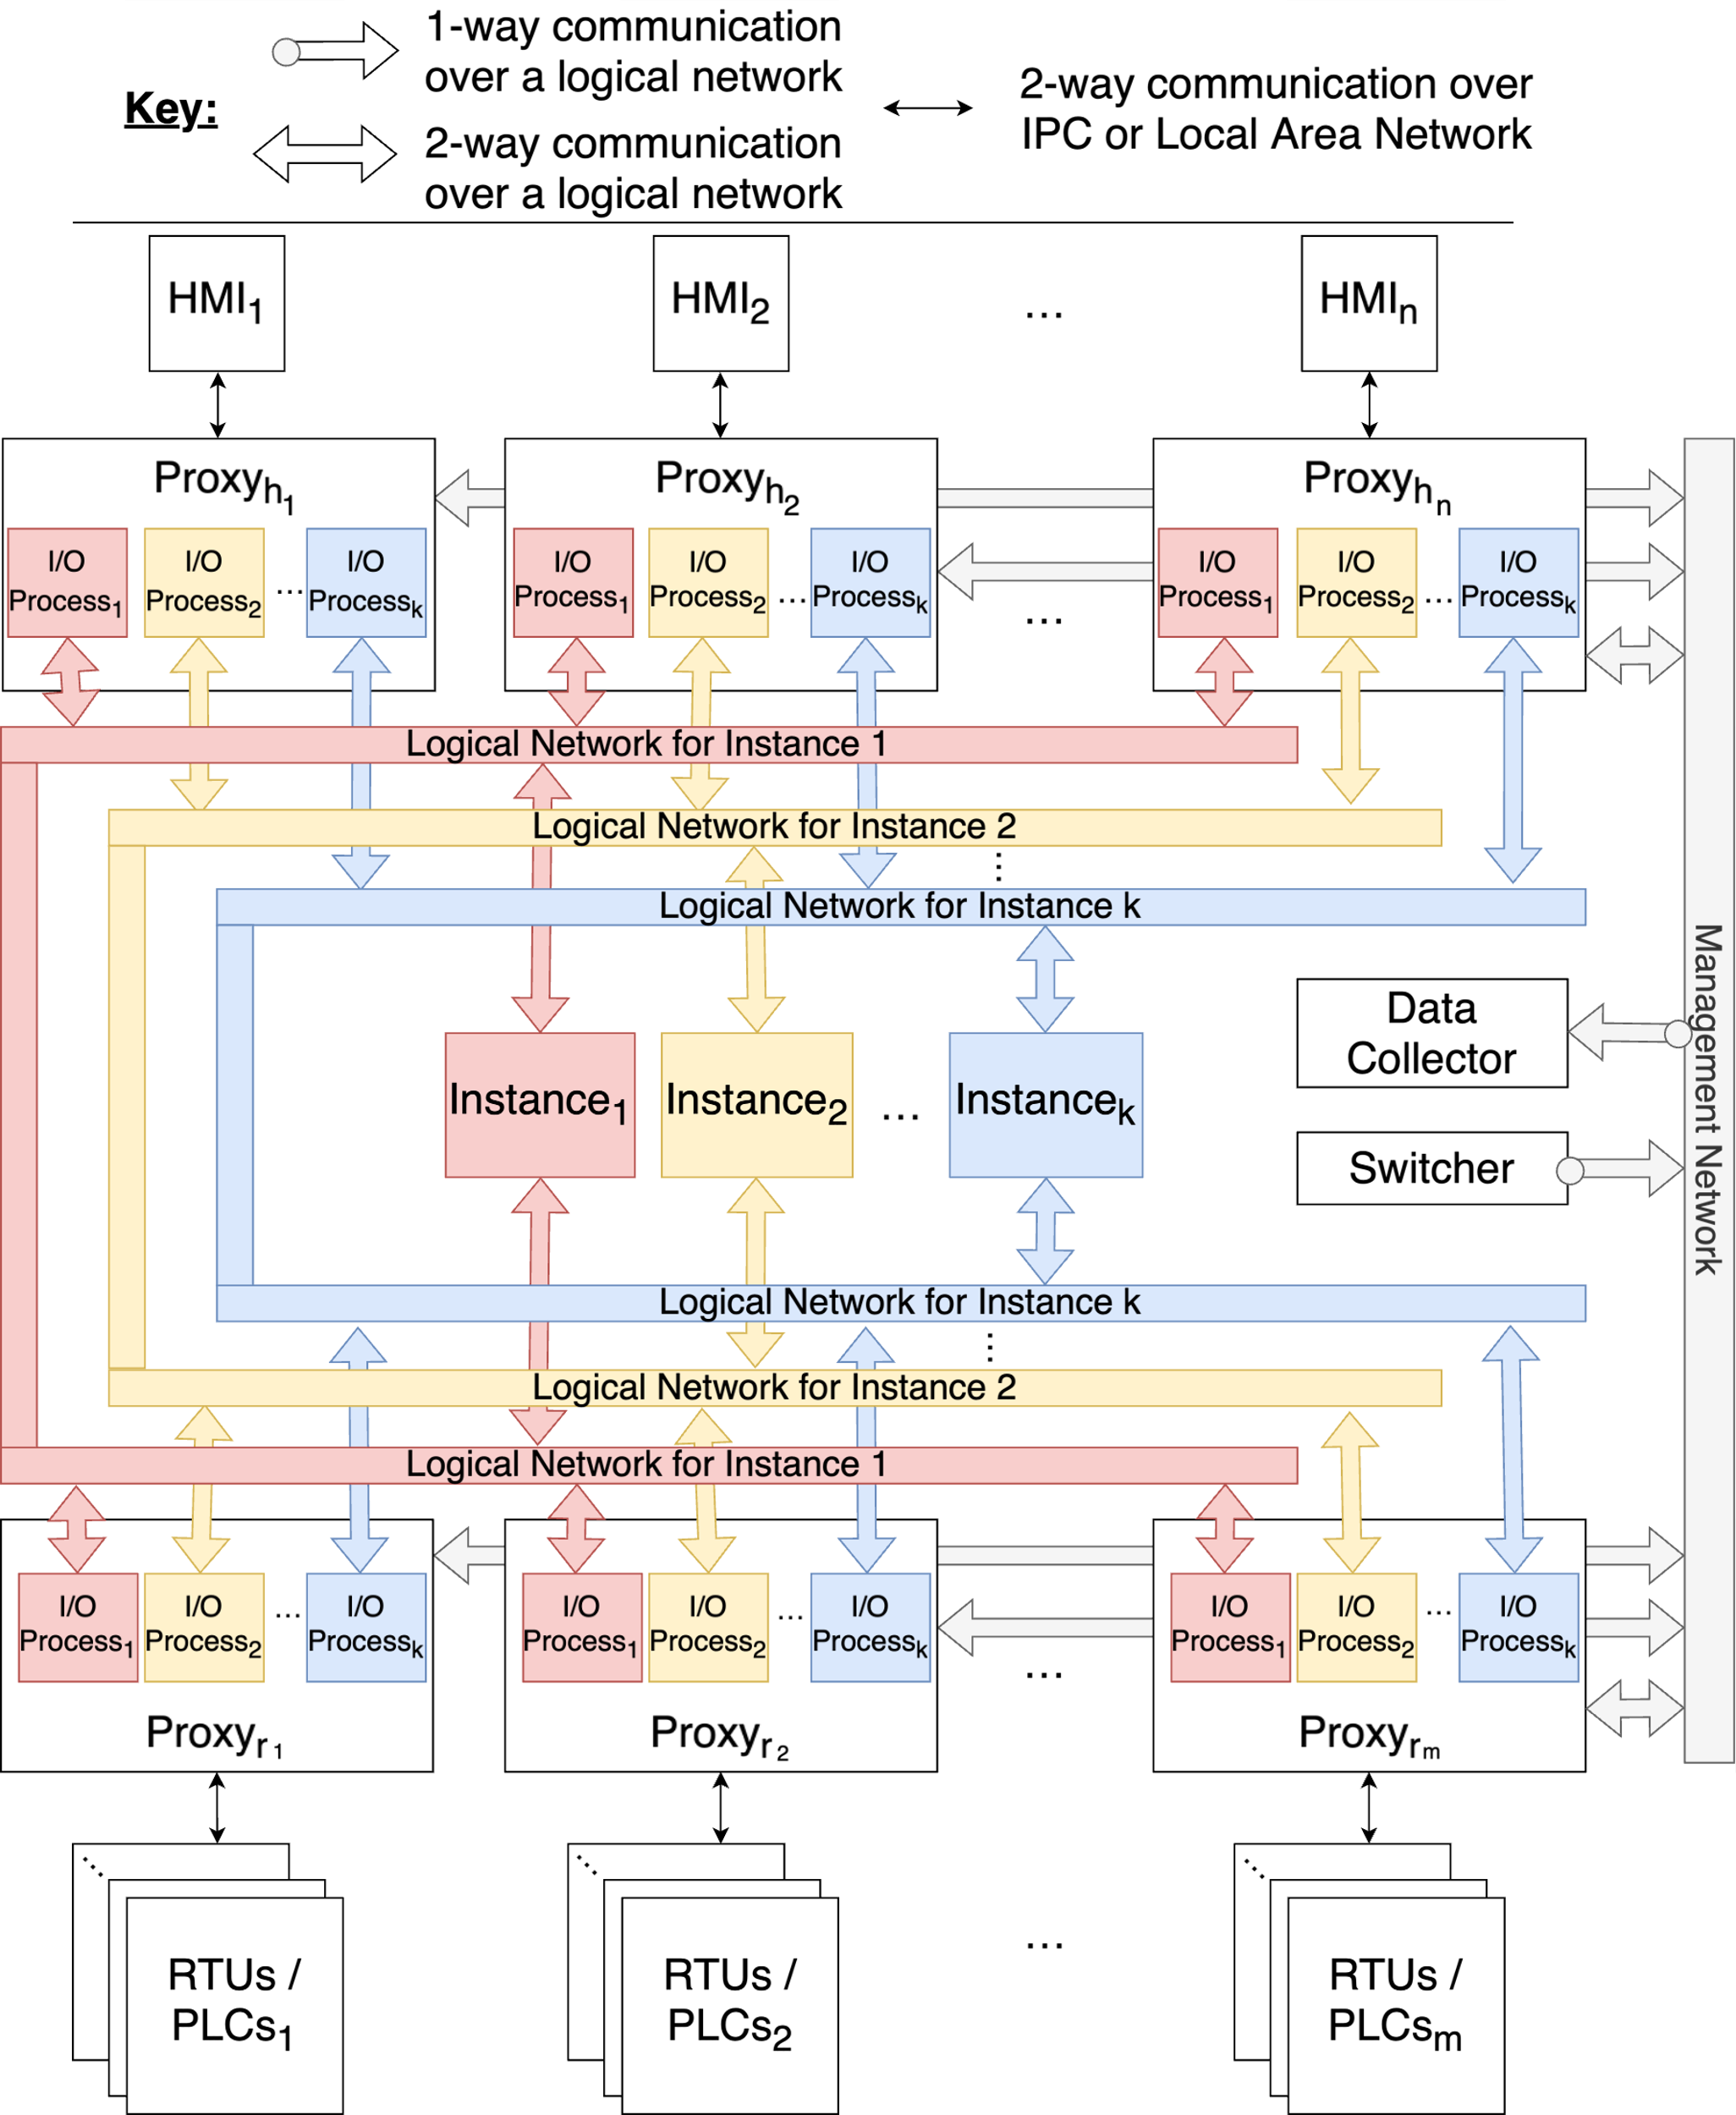 1-way communication
over a logical network
Key:
2-way communication
over a logical network
2-way communication over
IPC or Local Area Network
HMI1
HMI2
...
HMIn
Proxyh1
Proxyh2
Proxyhn
I/O
Process1
I/O
Process2
...
I/O
Processk
I/O
Process1
I/O
Process2
...
I/O
Processk
...
I/O
Process1
I/O
Process2
...
I/O
Processk
Logical Network for Instance 1
Logical Network for Instance 2
...
Logical Network for Instance k
Management Network
Data
Collector
Instance1
Instance2
...
Instancek
Switcher
Logical Network for Instance k
...
Logical Network for Instance 2
Logical Network for Instance 1
I/O
Process1
I/O
Process2
...
I/O
Processk
I/O
Process1
I/O
Process2
...
I/O
Processk
...
I/O
Process1
I/O
Process2
...
I/O
Processk
Proxyr1
Proxyr2
Proxyrm
RTUs /
PLCs1
RTUs /
PLCs2
...
RTUs /
PLCsm